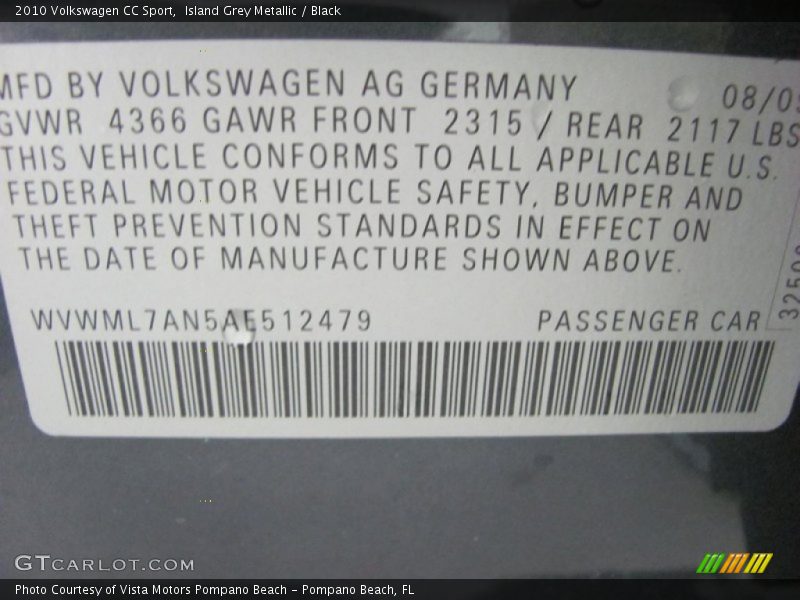 2010 Volkswagen CC Sport,  Island Grey Metallic / Black
MFD BY VOLKSWAGEN AG GERMANY
08/0
GVWR 4366 GAWR FRONT 2315 / REAR 2117 LBS
THIS VEHICLE CONFORMS TO ALL APPLICABLE U.S.
FEDERAL MOTOR VEHICLE SAFETY, BUMPER AND
THEFT PREVENTION STANDARDS IN EFFECT ON
THE DATE OF MANUFACTURE SHOWN ABOVE.
WVWML7AN5AE512479 PASSENGER CAR
GTCARLOT.COM
Photo Courtesy of Vista Motors Pompano Beach - Pompano Beach, FL